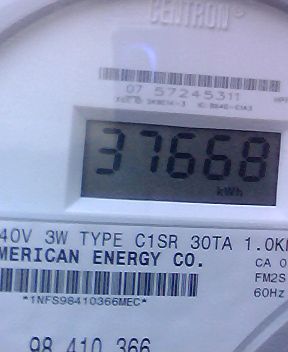 CENTRON®
07 57245311
37668
kWh
40V 3W TYPE C1SR 30TA 1.0K
MERICAN ENERGY CO.
CA 0
FM2S
60Hz
*1NFS98410366MEC*
98 410 366